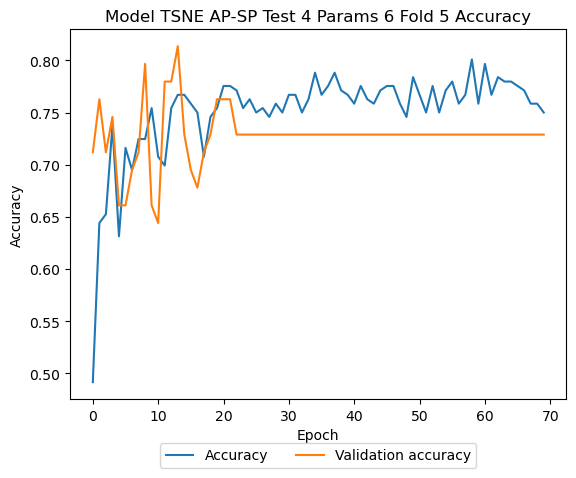 Model TSNE AP-SP Test 4 Params 6 Fold 5 Accuracy
0.80
0.75
0.70
0.65
0.60
0.55
0.50
Accuracy
0 10 20 30 40 50 60 70
Epoch
Accuracy Validation accuracy